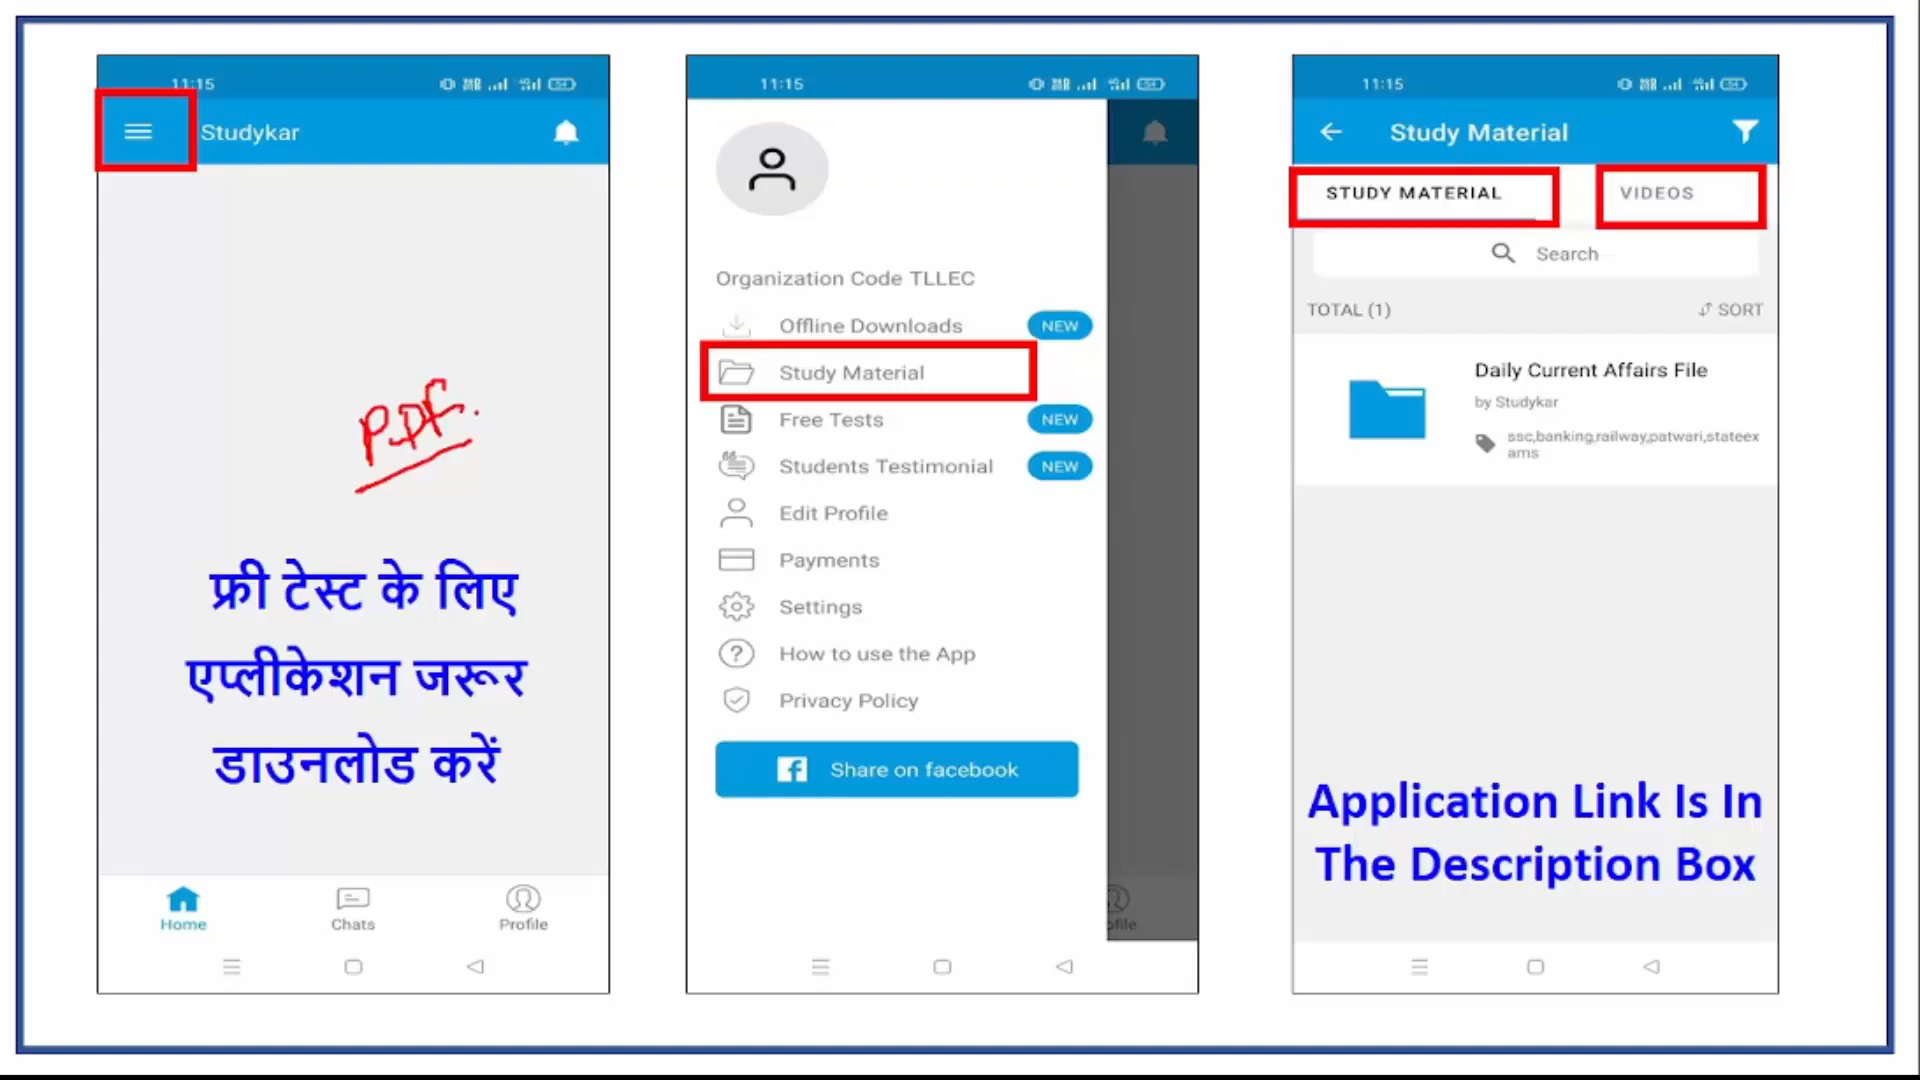 11:15
Studykar
P.D.F.
फ्री टेस्ट के लिए
एप्लीकेशन जरूर
डाउनलोड करें
Home
Chats
Profile
11:15
Organization Code TLLEC
Offline Downloads NEW
Study Material
Free Tests NEW
Students Testimonial NEW
Edit Profile
Payments
Settings
How to use the App
Privacy Policy
Share on facebook
11:15
Study Material
STUDY MATERIAL
VIDEOS
Search
TOTAL (1)
SORT
Daily Current Affairs File
by Studykar
ssc,banking,railway,patwari,stateex
ams
Application Link Is In
The Description Box